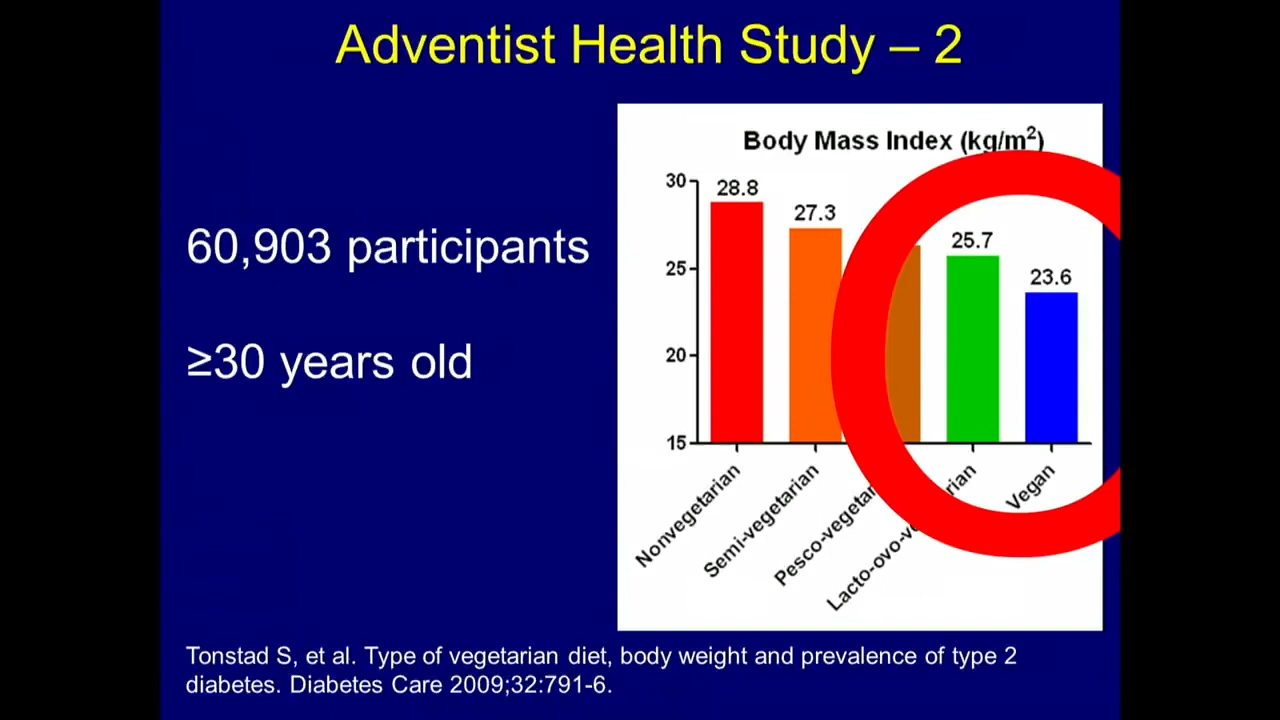 Adventist Health Study – 2
60,903 participants
≥30 years old
Body Mass Index (kg/m²)
30
25
20
15
28.8
27.3
25.7
23.6
Nonvegetarian
Semi-vegetarian
Vegan
Tonstad S, et al. Type of vegetarian diet, body weight and prevalence of type 2
diabetes. Diabetes Care 2009;32:791-6.